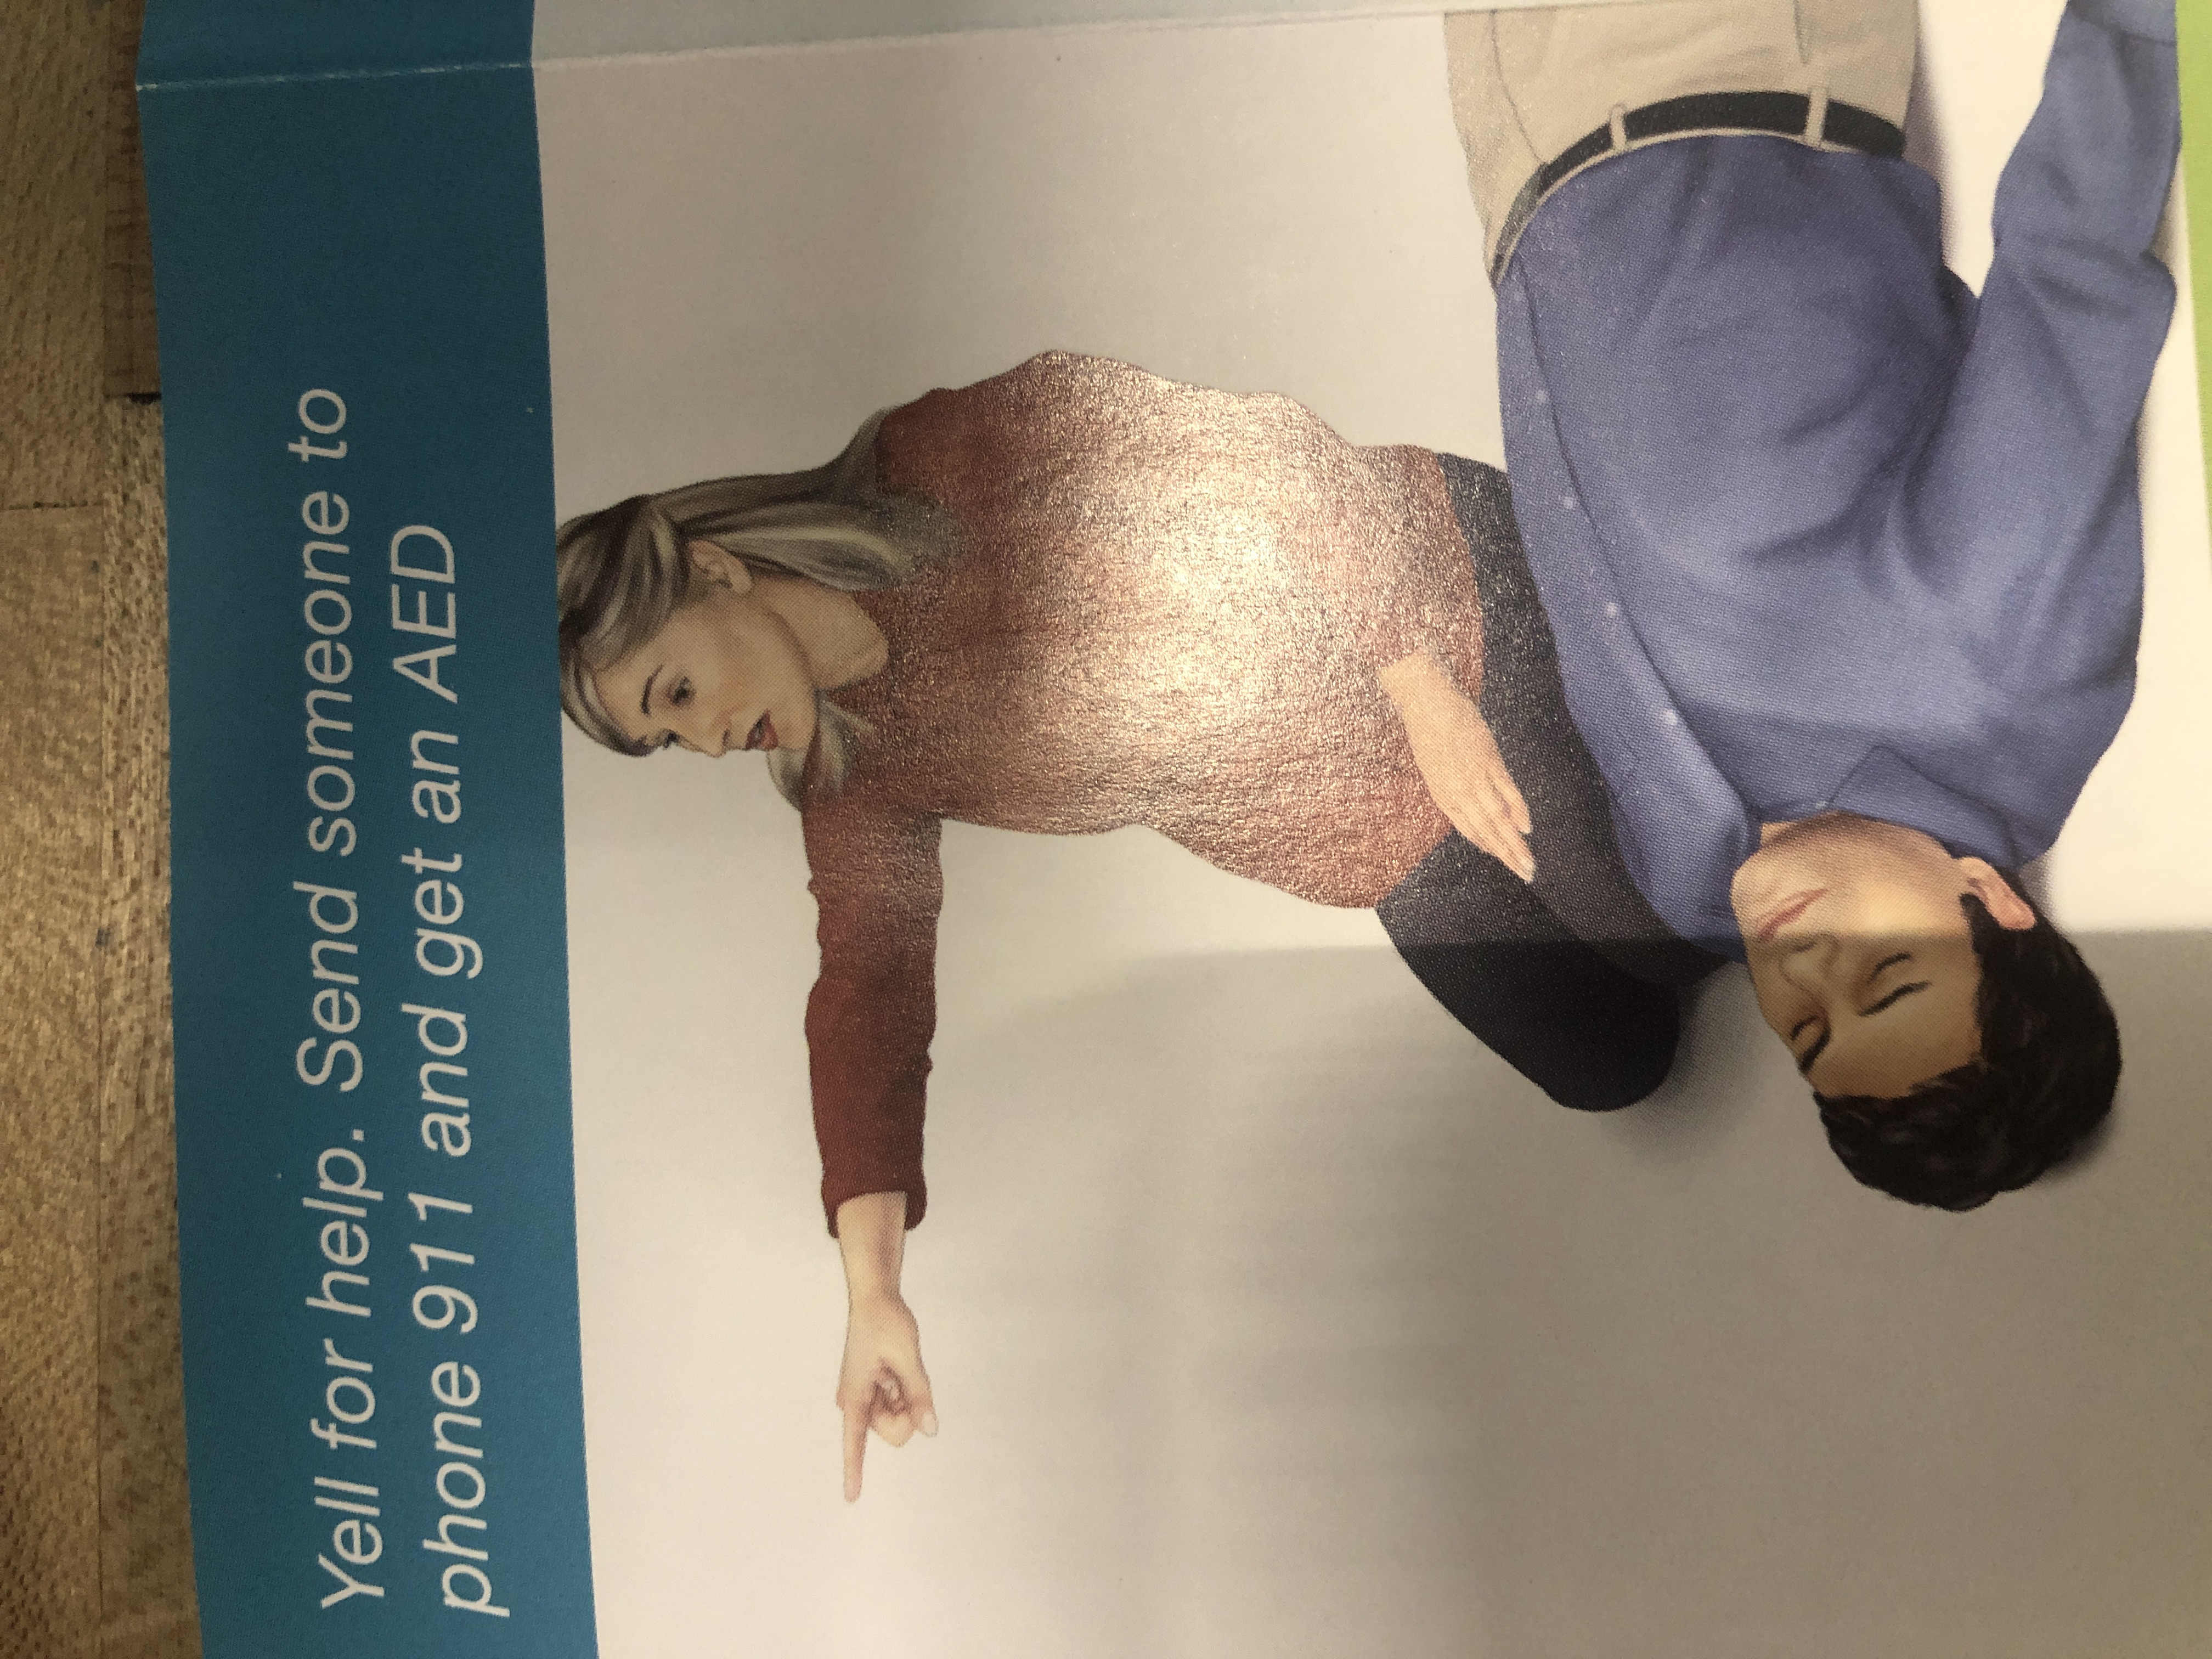 Yell for help. Send someone to
phone 911 and get an AED